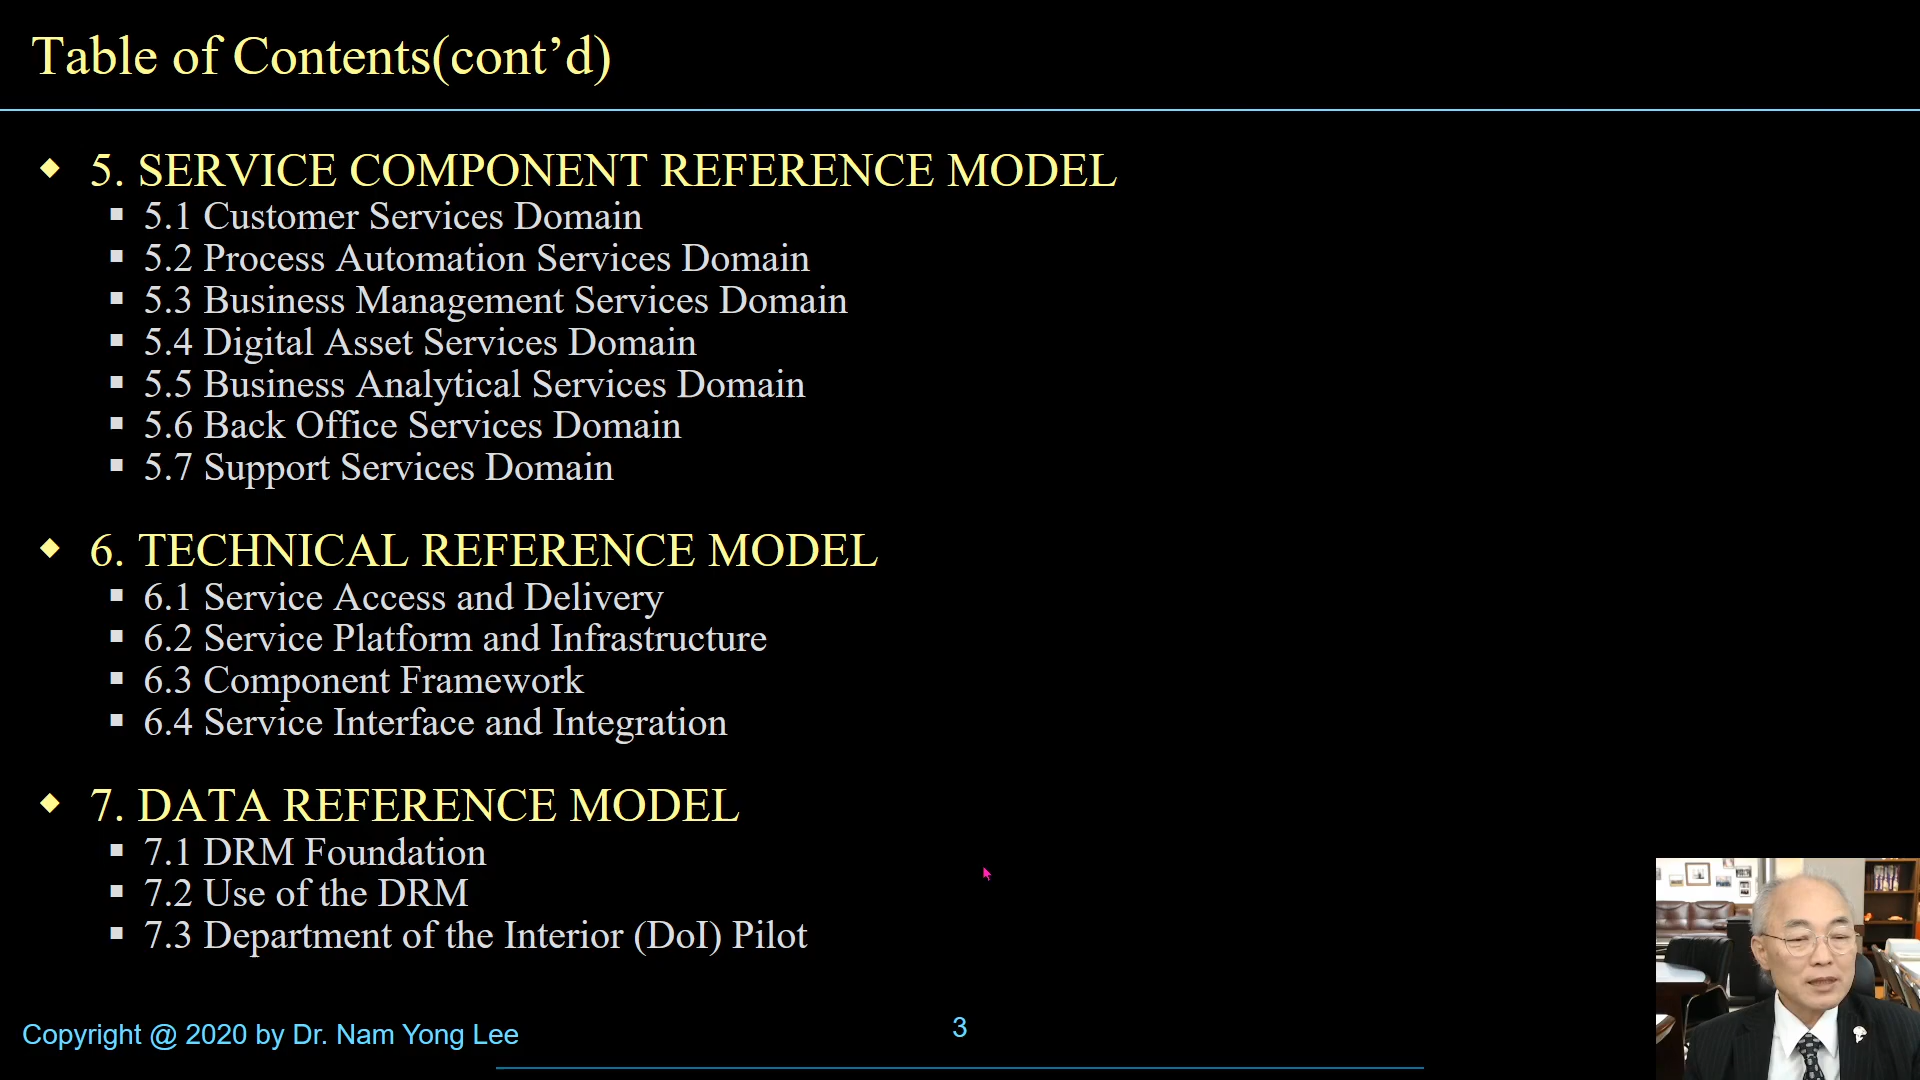 Table of Contents(cont’d)
5. SERVICE COMPONENT REFERENCE MODEL
5.1 Customer Services Domain
5.2 Process Automation Services Domain
5.3 Business Management Services Domain
5.4 Digital Asset Services Domain
5.5 Business Analytical Services Domain
5.6 Back Office Services Domain
5.7 Support Services Domain
6. TECHNICAL REFERENCE MODEL
6.1 Service Access and Delivery
6.2 Service Platform and Infrastructure
6.3 Component Framework
6.4 Service Interface and Integration
7. DATA REFERENCE MODEL
7.1 DRM Foundation
7.2 Use of the DRM
7.3 Department of the Interior (DoI) Pilot
Copyright @ 2020 by Dr. Nam Yong Lee
3